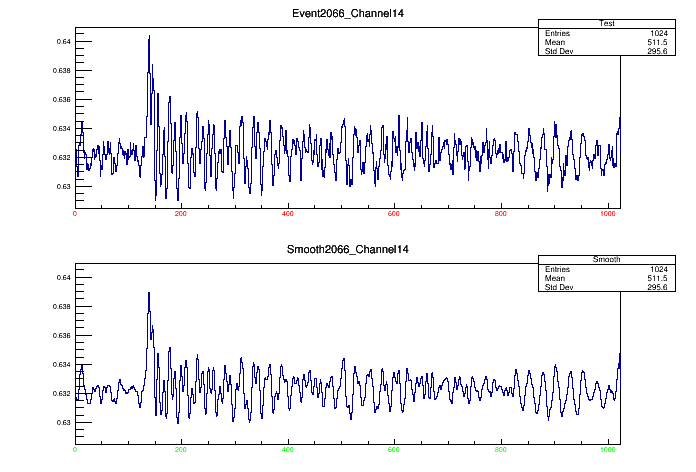 Event2066_Channel14
Test
Entries 1024
Mean 511.5
Std Dev 295.6
0.64
0.638
0.636
0.634
0.632
0.63
0 200 400 600 800 1000
Smooth2066_Channel14
Smooth
Entries 1024
Mean 511.5
Std Dev 295.6
0.64
0.638
0.636
0.634
0.632
0.63
0 200 400 600 800 1000